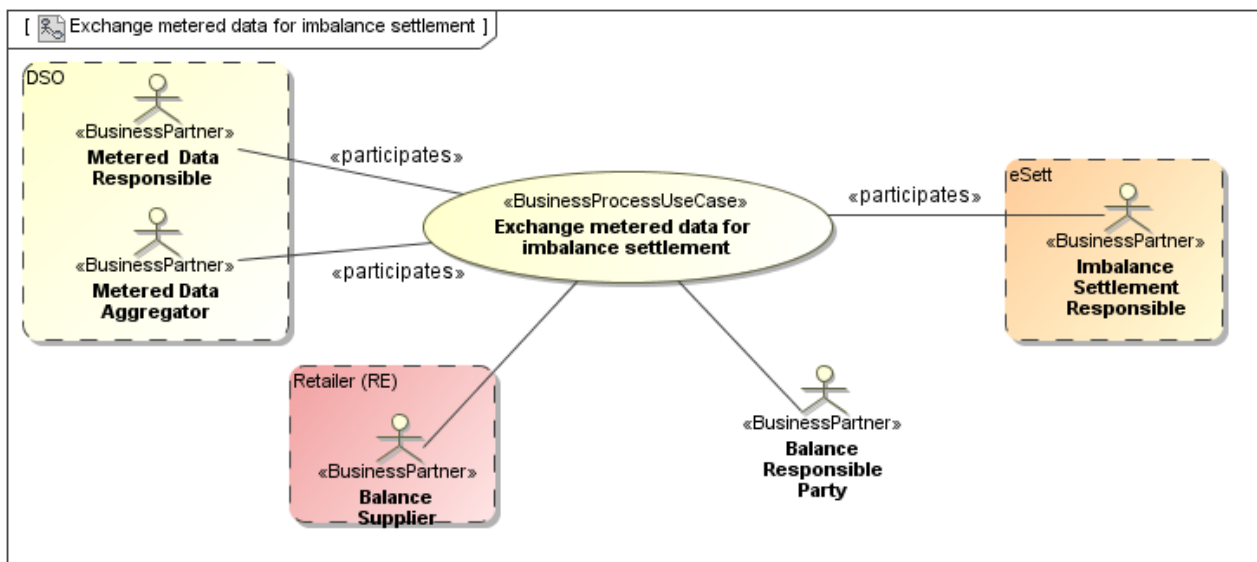 [ Exchange metered data for imbalance settlement ]
DSO
«BusinessPartner»
Metered Data
Responsible
«BusinessPartner»
Metered Data
Aggregator
«participates»
«participates»
«BusinessProcessUseCase»
Exchange metered data for
imbalance settlement
«participates»
eSett
«BusinessPartner»
Imbalance
Settlement
Responsible
Retailer (RE)
«BusinessPartner»
Balance
Supplier
«BusinessPartner»
Balance
Responsible
Party